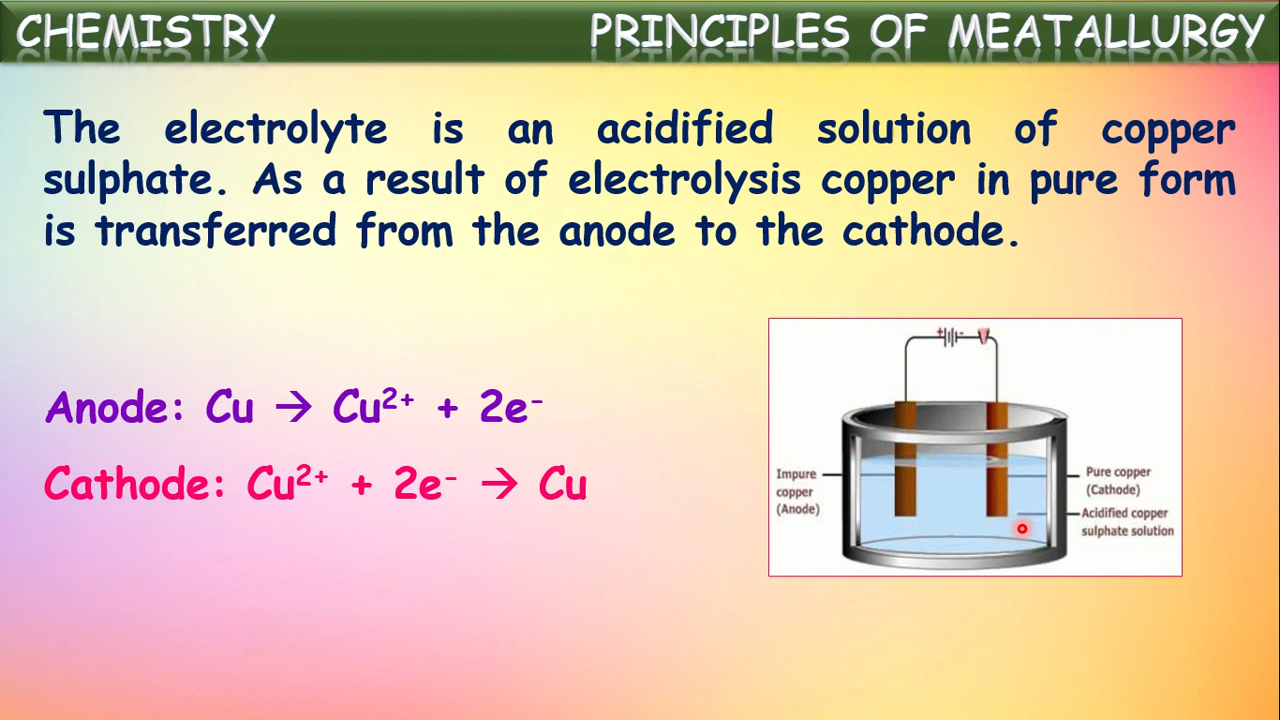 CHEMISTRY PRINCIPLES OF MEATALLURGY
The electrolyte is an acidified solution of copper
sulphate. As a result of electrolysis copper in pure form
is transferred from the anode to the cathode.
Anode: Cu → Cu²⁺ + 2e⁻
Cathode: Cu²⁺ + 2e⁻ → Cu
+ -
Impure
copper
(Anode)
Pure copper
(Cathode)
Acidified copper
sulphate solution